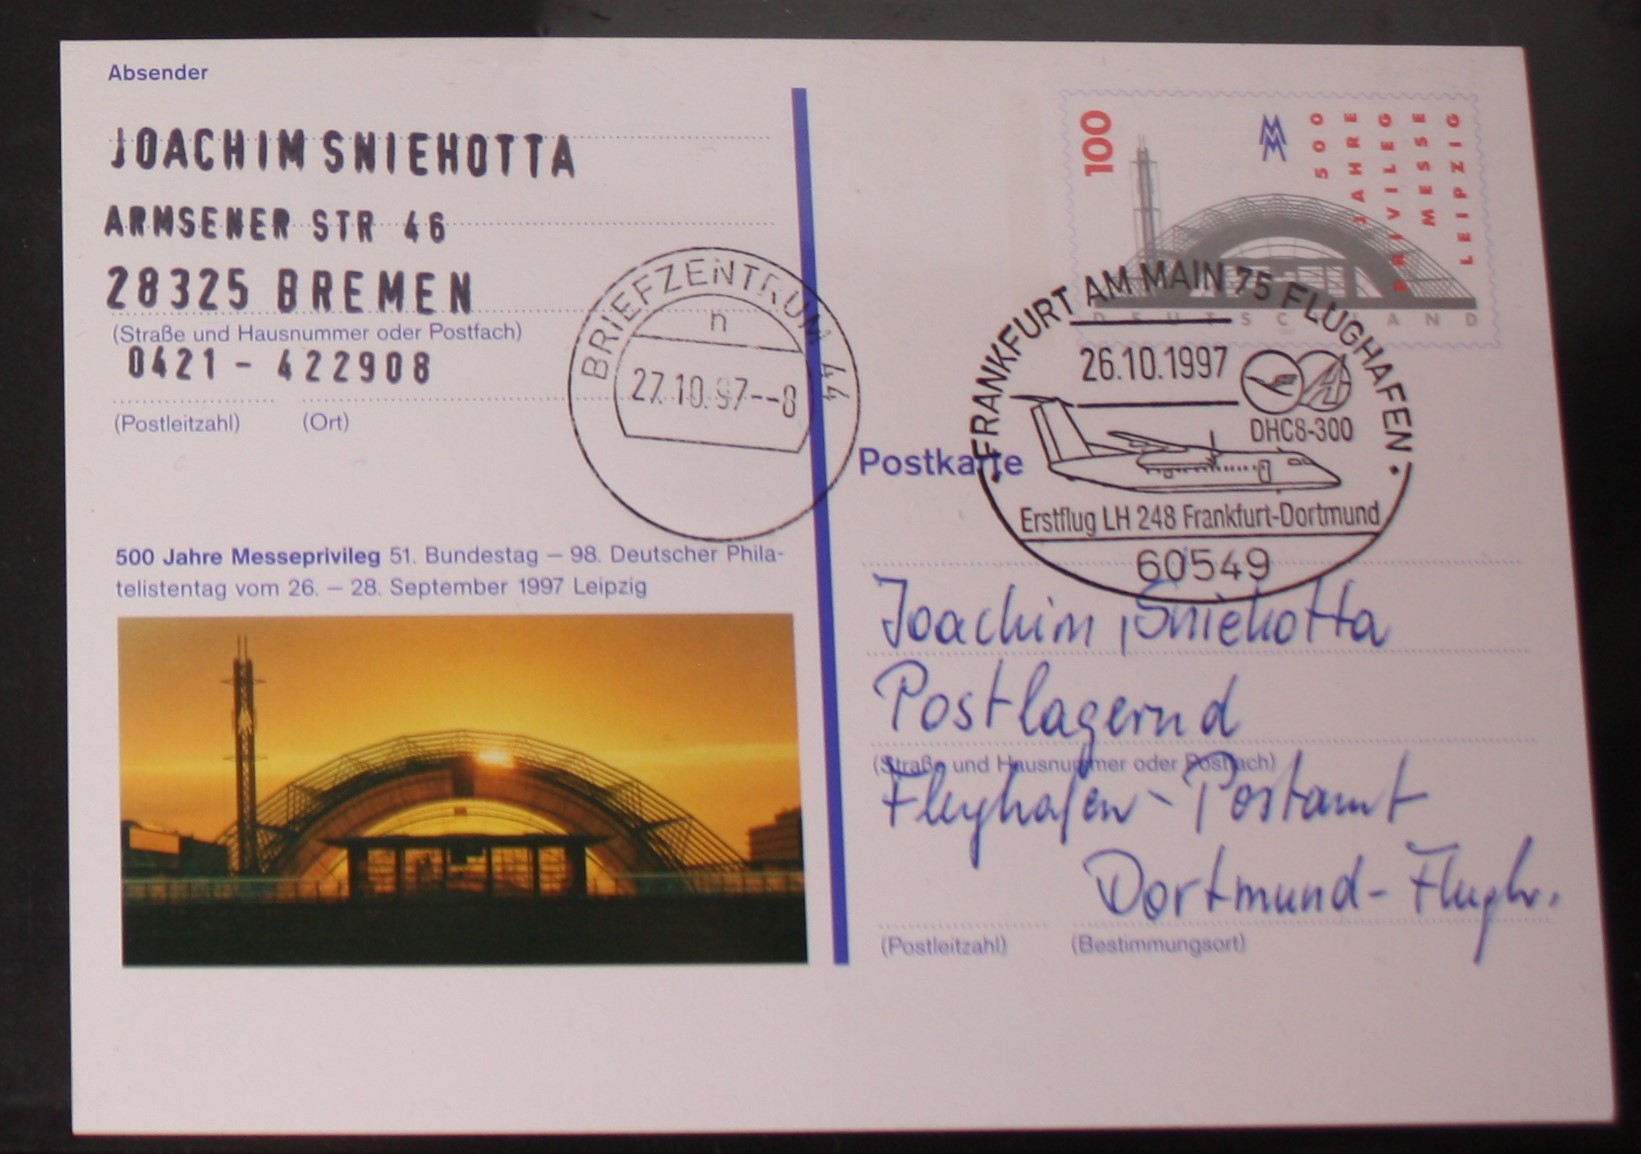 Absender
JOACHIM SNIEHOTTA
ARMSENER STR 46
28325 BREMEN
(Straße und Hausnummer oder Postfach)
0421 - 422908
(Postleitzahl) (Ort)
BRIEFZENTRUM 44
n
27.10.97--8
500 Jahre Messeprivileg 51. Bundestag – 98. Deutscher Phila-
telistentag vom 26. – 28. September 1997 Leipzig
100
MM
500
JAHRE
PRIVILEG
MESSE
LEIPZIG
DEUTSCHLAND
FRANKFURT AM MAIN 75 FLUGHAFEN
26.10.1997
DHC8-300
Erstflug LH 248 Frankfurt-Dortmund
60549
Postkarte
Joachim Sniehotta
Postlagernd
(Straße und Hausnummer oder Postfach)
Flughafen-Postamt
Dortmund-Flugh.
(Postleitzahl) (Bestimmungsort)